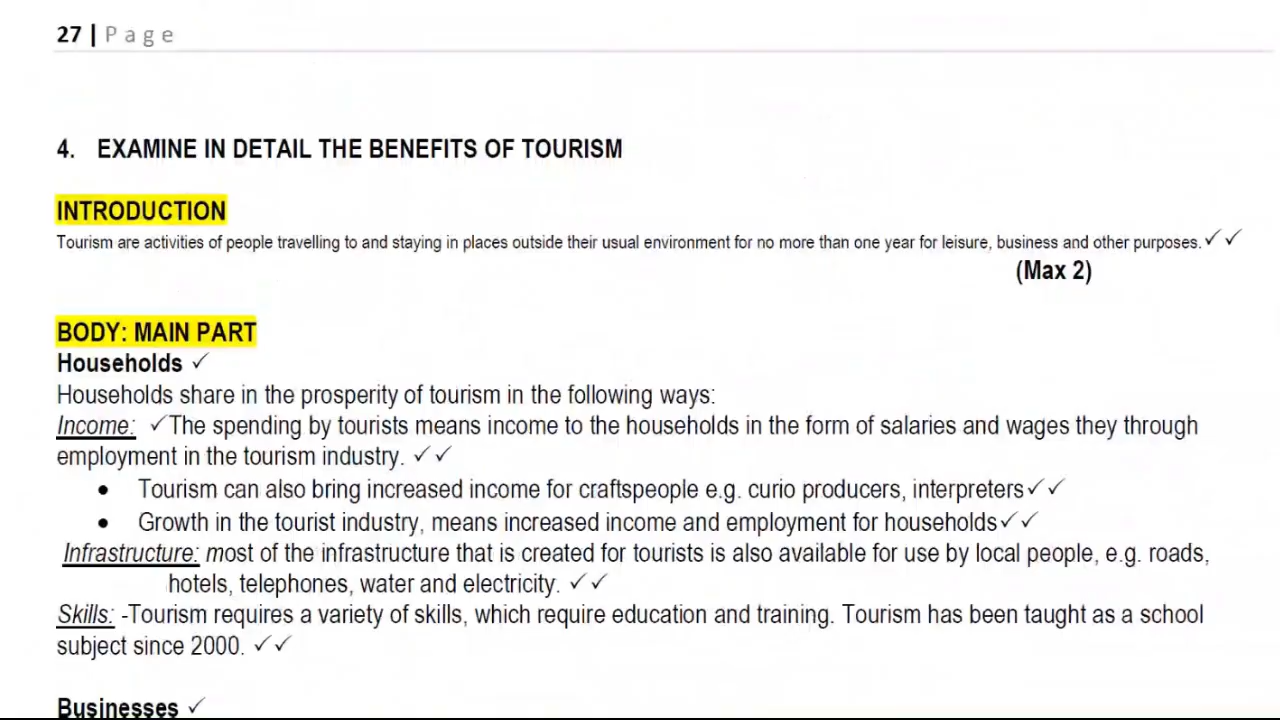 27 | P a g e
4. EXAMINE IN DETAIL THE BENEFITS OF TOURISM
INTRODUCTION
Tourism are activities of people travelling to and staying in places outside their usual environment for no more than one year for leisure, business and other purposes.✓✓
(Max 2)
BODY: MAIN PART
Households ✓
Households share in the prosperity of tourism in the following ways:
Income: ✓The spending by tourists means income to the households in the form of salaries and wages they through
employment in the tourism industry. ✓✓
• Tourism can also bring increased income for craftspeople e.g. curio producers, interpreters✓✓
• Growth in the tourist industry, means increased income and employment for households✓✓
Infrastructure: most of the infrastructure that is created for tourists is also available for use by local people, e.g. roads,
hotels, telephones, water and electricity. ✓✓
Skills: -Tourism requires a variety of skills, which require education and training. Tourism has been taught as a school
subject since 2000. ✓✓
Businesses ✓